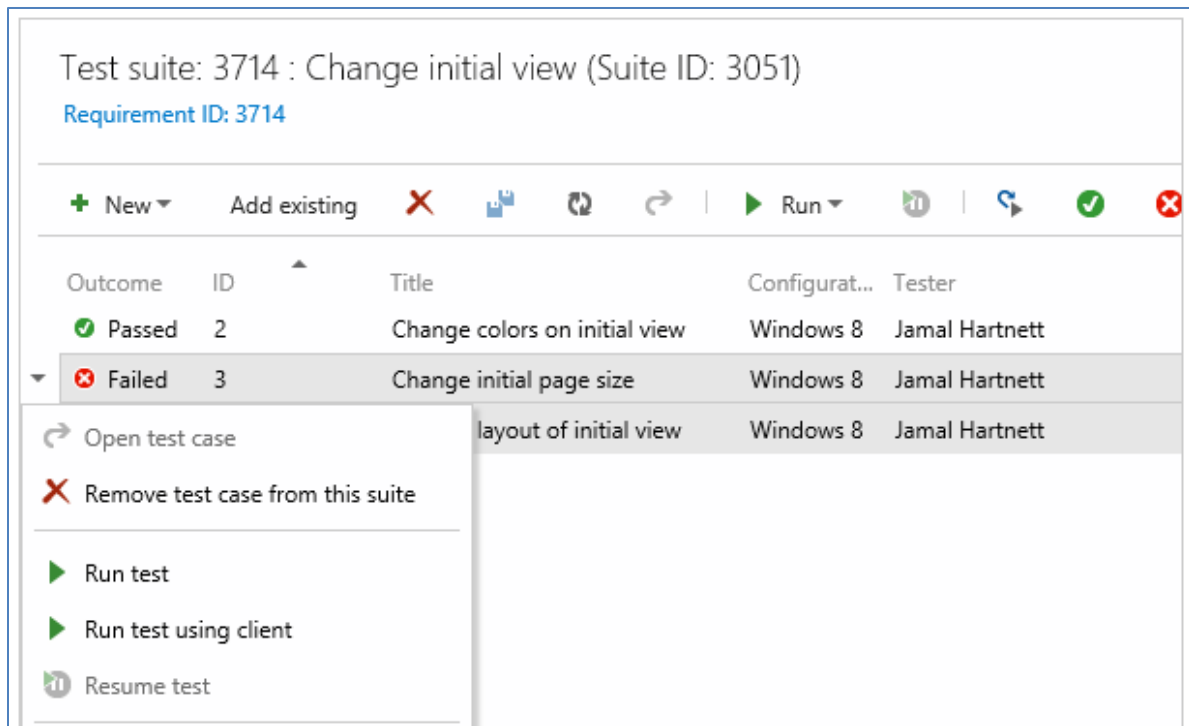 Test suite: 3714 : Change initial view (Suite ID: 3051)
Requirement ID: 3714
New Add existing Run
Outcome ID Title Configurat... Tester
Passed 2 Change colors on initial view Windows 8 Jamal Hartnett
Failed 3 Change initial page size Windows 8 Jamal Hartnett
layout of initial view Windows 8 Jamal Hartnett
Open test case
Remove test case from this suite
Run test
Run test using client
Resume test